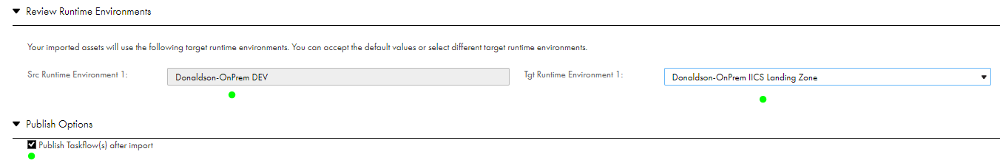 Review Runtime Environments
Your imported assets will use the following target runtime environments. You can accept the default values or select different target runtime environments.
Src Runtime Environment 1: Donaldson-OnPrem DEV Tgt Runtime Environment 1: Donaldson-OnPrem IICS Landing Zone
Publish Options
Publish Taskflow(s) after import